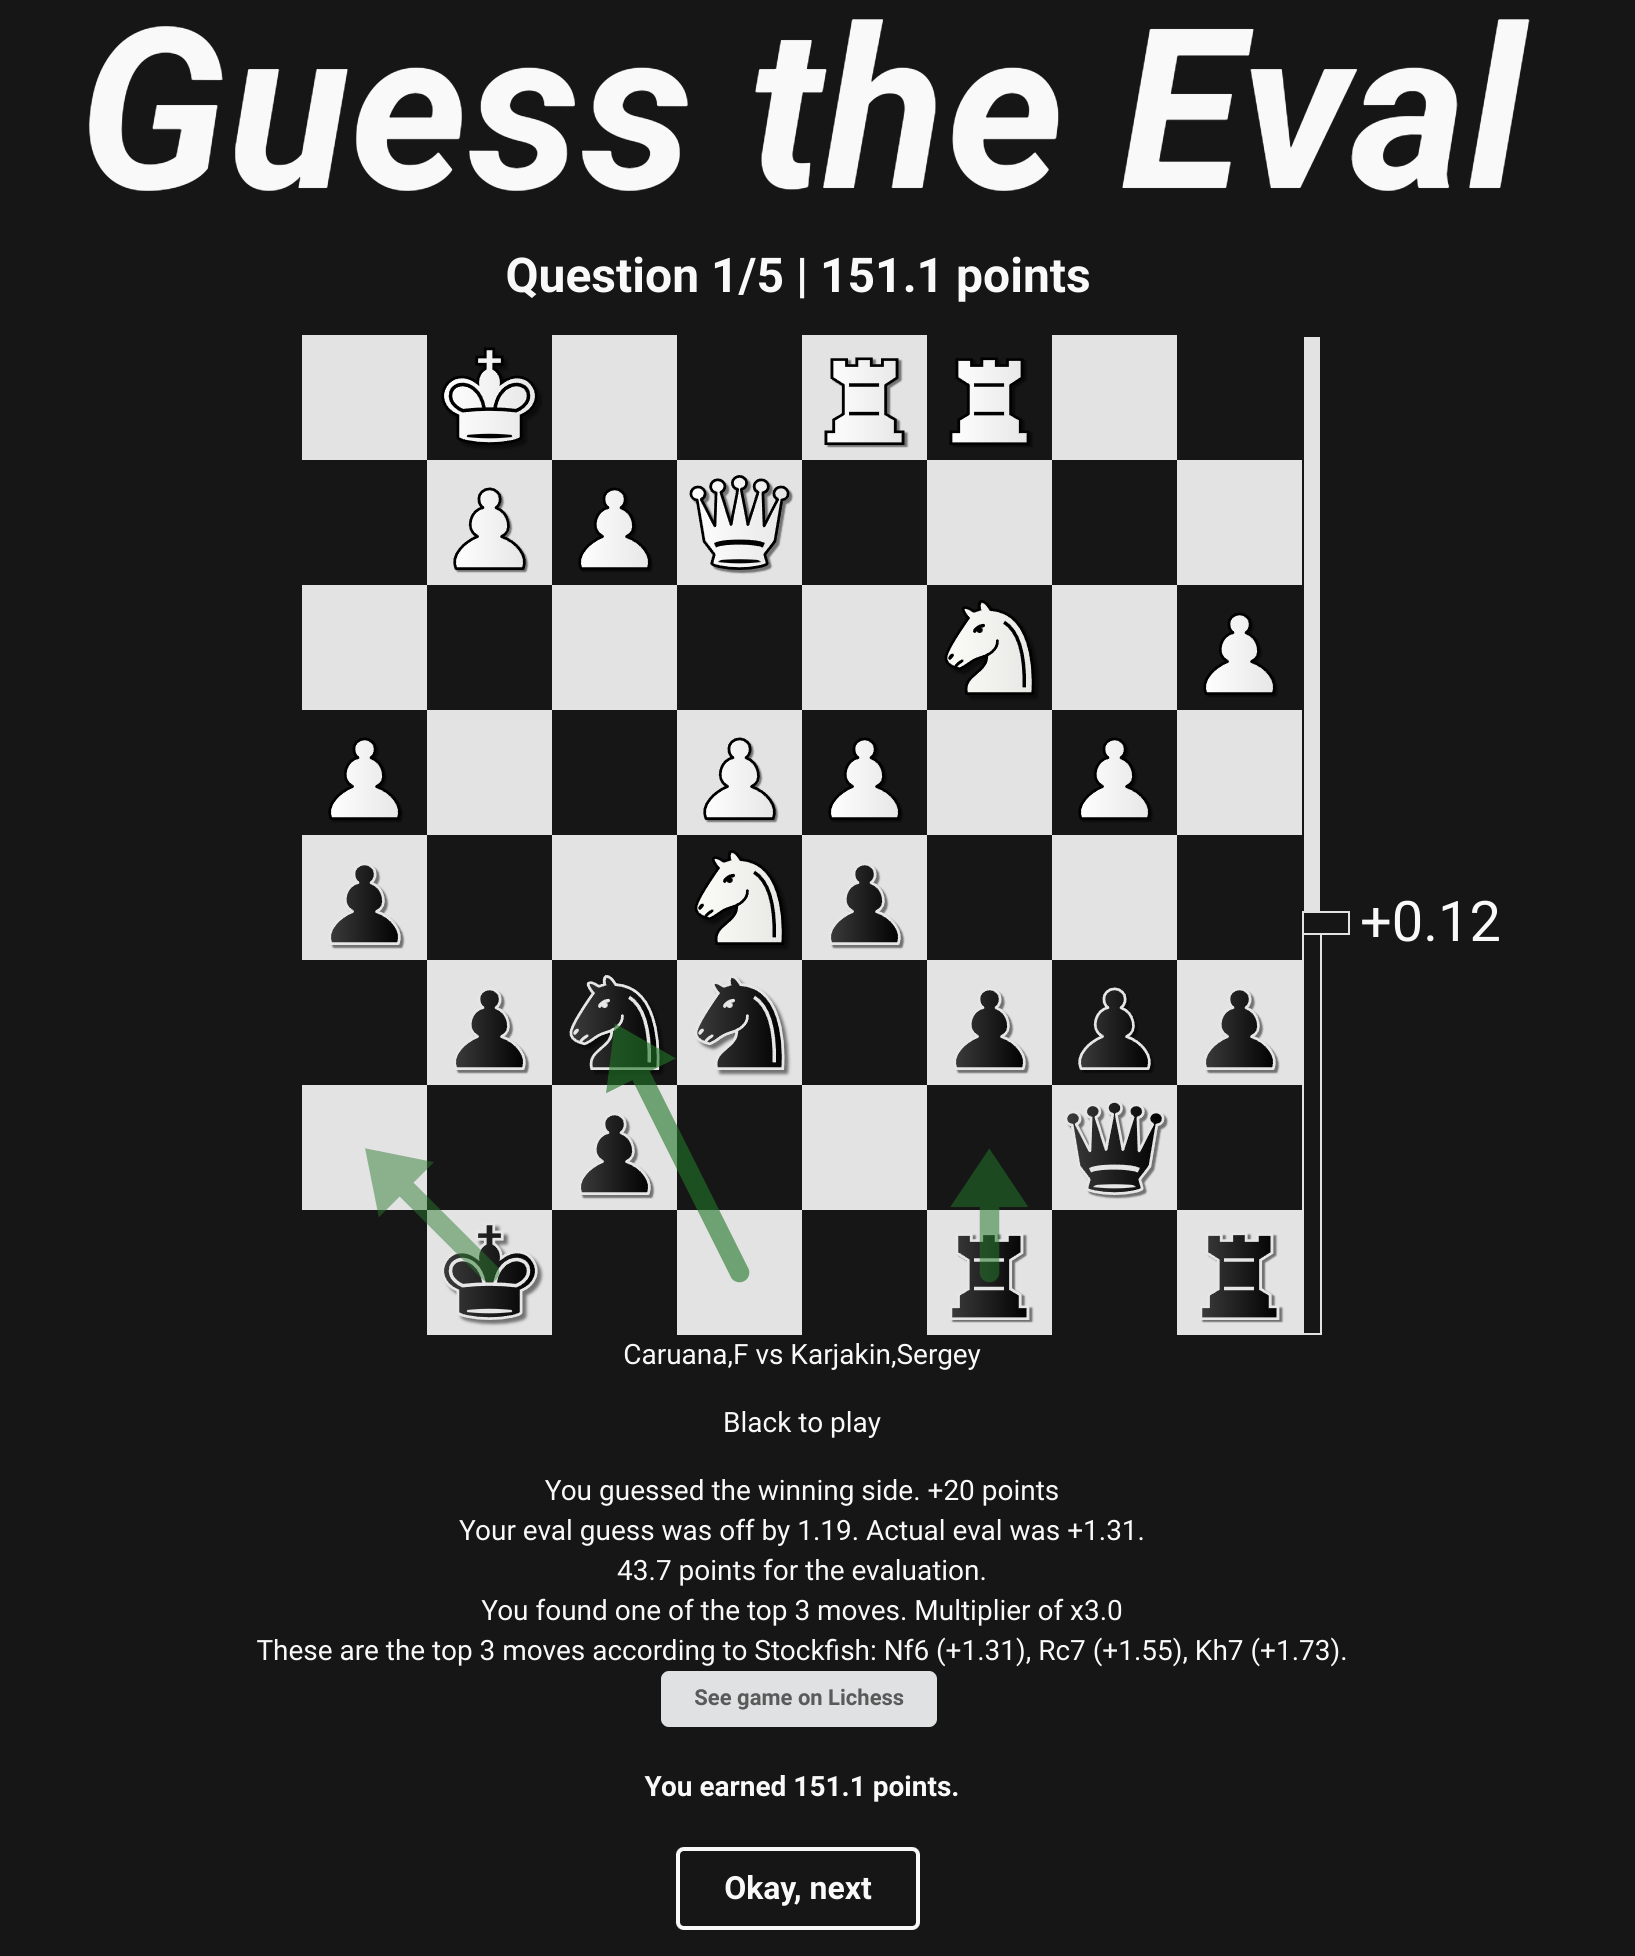 Guess the Eval
Question 1/5 | 151.1 points
+0.12
Caruana,F vs Karjakin,Sergey
Black to play
You guessed the winning side. +20 points
Your eval guess was off by 1.19. Actual eval was +1.31.
43.7 points for the evaluation.
You found one of the top 3 moves. Multiplier of x3.0
These are the top 3 moves according to Stockfish: Nf6 (+1.31), Rc7 (+1.55), Kh7 (+1.73).
See game on Lichess
You earned 151.1 points.
Okay, next